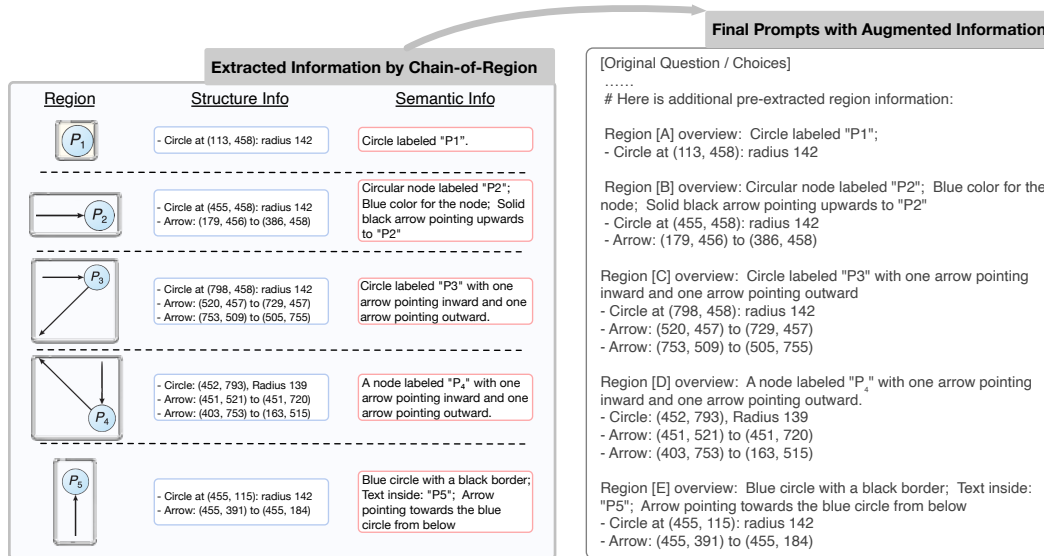 Final Prompts with Augmented Information
Extracted Information by Chain-of-Region
Region
Structure Info
Semantic Info
P1
- Circle at (113, 458): radius 142
Circle labeled "P1".
P2
- Circle at (455, 458): radius 142
- Arrow: (179, 456) to (386, 458)
Circular node labeled "P2";
Blue color for the node; Solid
black arrow pointing upwards
to "P2"
P3
- Circle at (798, 458): radius 142
- Arrow: (520, 457) to (729, 457)
- Arrow: (753, 509) to (505, 755)
Circle labeled "P3" with one
arrow pointing inward and one
arrow pointing outward.
P4
- Circle: (452, 793), Radius 139
- Arrow: (451, 521) to (451, 720)
- Arrow: (403, 753) to (163, 515)
A node labeled "P4" with one
arrow pointing inward and one
arrow pointing outward.
P5
- Circle at (455, 115): radius 142
- Arrow: (455, 391) to (455, 184)
Blue circle with a black border;
Text inside: "P5"; Arrow
pointing towards the blue
circle from below
[Original Question / Choices]
......
# Here is additional pre-extracted region information:
Region [A] overview: Circle labeled "P1";
- Circle at (113, 458): radius 142
Region [B] overview: Circular node labeled "P2"; Blue color for the
node; Solid black arrow pointing upwards to "P2"
- Circle at (455, 458): radius 142
- Arrow: (179, 456) to (386, 458)
Region [C] overview: Circle labeled "P3" with one arrow pointing
inward and one arrow pointing outward
- Circle at (798, 458): radius 142
- Arrow: (520, 457) to (729, 457)
- Arrow: (753, 509) to (505, 755)
Region [D] overview: A node labeled "P4" with one arrow pointing
inward and one arrow pointing outward.
- Circle: (452, 793), Radius 139
- Arrow: (451, 521) to (451, 720)
- Arrow: (403, 753) to (163, 515)
Region [E] overview: Blue circle with a black border; Text inside:
"P5"; Arrow pointing towards the blue circle from below
- Circle at (455, 115): radius 142
- Arrow: (455, 391) to (455, 184)